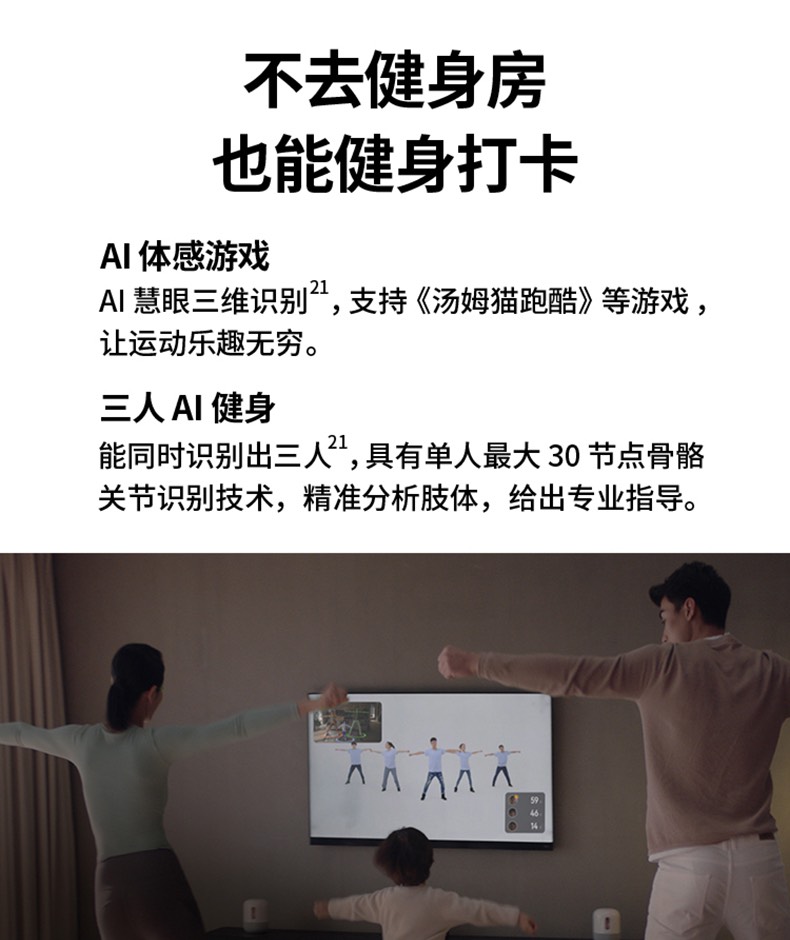 不去健身房
也能健身打卡
AI 体感游戏
AI 慧眼三维识别21，支持《汤姆猫跑酷》等游戏，
让运动乐趣无穷。
三人 AI 健身
能同时识别出三人21，具有单人最大 30 节点骨骼
关节识别技术，精准分析肢体，给出专业指导。
59
46
14